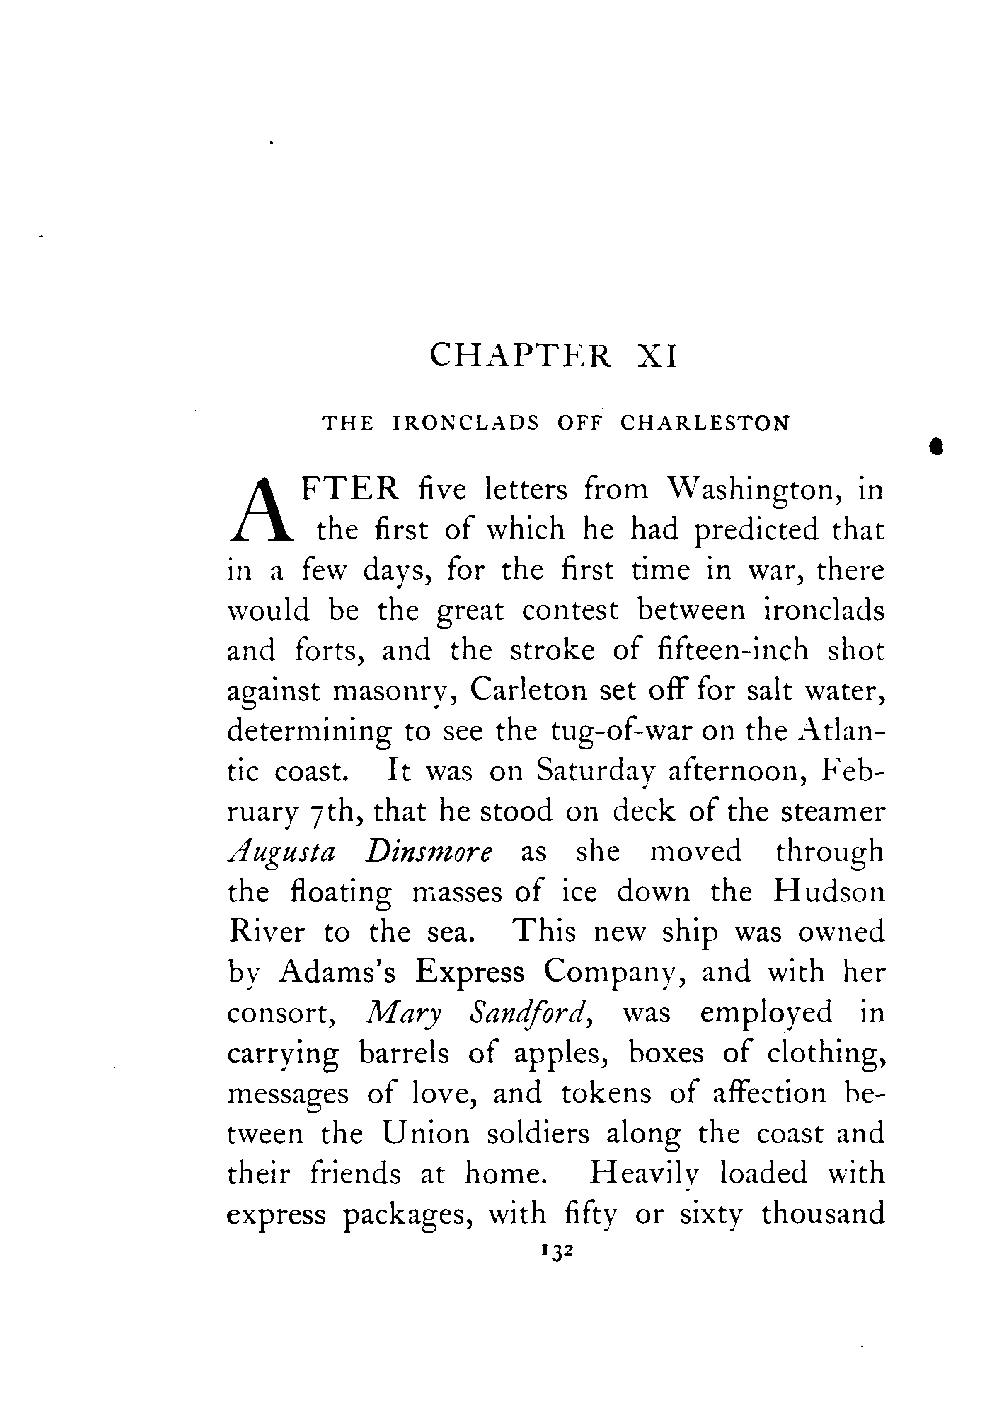 CHAPTER XI
THE IRONCLADS OFF CHARLESTON
AFTER five letters from Washington, in
the first of which he had predicted that
in a few days, for the first time in war, there
would be the great contest between ironclads
and forts, and the stroke of fifteen-inch shot
against masonry, Carleton set off for salt water,
determining to see the tug-of-war on the Atlan-
tic coast. It was on Saturday afternoon, Feb-
ruary 7th, that he stood on deck of the steamer
Augusta Dinsmore as she moved through
the floating masses of ice down the Hudson
River to the sea. This new ship was owned
by Adams's Express Company, and with her
consort, Mary Sandford, was employed in
carrying barrels of apples, boxes of clothing,
messages of love, and tokens of affection be-
tween the Union soldiers along the coast and
their friends at home. Heavily loaded with
express packages, with fifty or sixty thousand
132